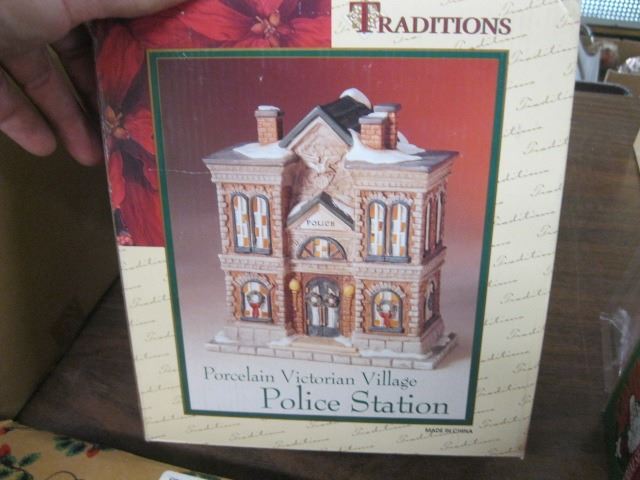 TRADITIONS
POLICE
Porcelain Victorian Village
Police Station
MADE IN CHINA